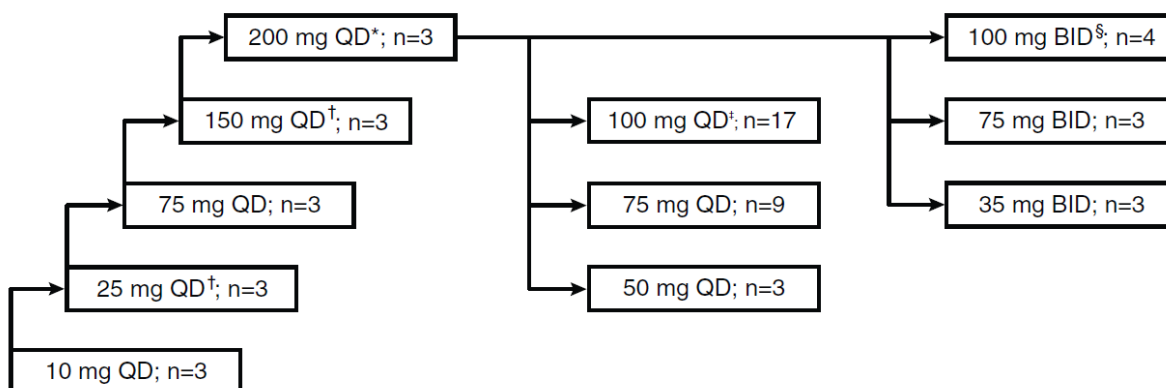 200 mg QD*; n=3
100 mg BID§; n=4
150 mg QD†; n=3
100 mg QD‡; n=17
75 mg BID; n=3
75 mg QD; n=3
75 mg QD; n=9
35 mg BID; n=3
25 mg QD†; n=3
50 mg QD; n=3
10 mg QD; n=3